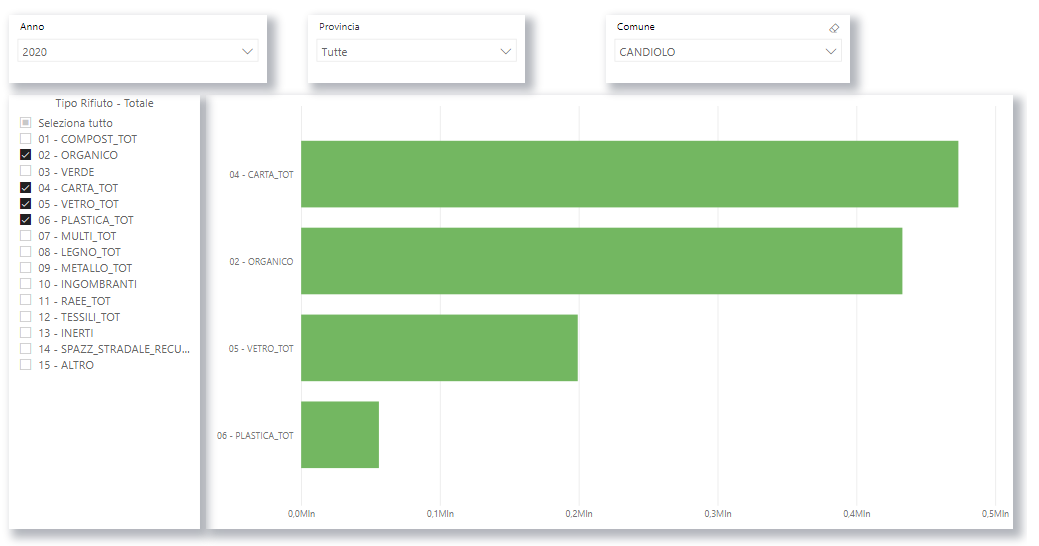 Anno
2020
Provincia
Tutte
Comune
CANDIOLO
Tipo Rifiuto - Totale
Seleziona tutto
01 - COMPOST_TOT
02 - ORGANICO
03 - VERDE
04 - CARTA_TOT
05 - VETRO_TOT
06 - PLASTICA_TOT
07 - MULTI_TOT
08 - LEGNO_TOT
09 - METALLO_TOT
10 - INGOMBRANTI
11 - RAEE_TOT
12 - TESSILI_TOT
13 - INERTI
14 - SPAZZ_STRADALE_RECU...
15 - ALTRO
04 - CARTA_TOT
02 - ORGANICO
05 - VETRO_TOT
06 - PLASTICA_TOT
0,0Mln 0,1Mln 0,2Mln 0,3Mln 0,4Mln 0,5Mln